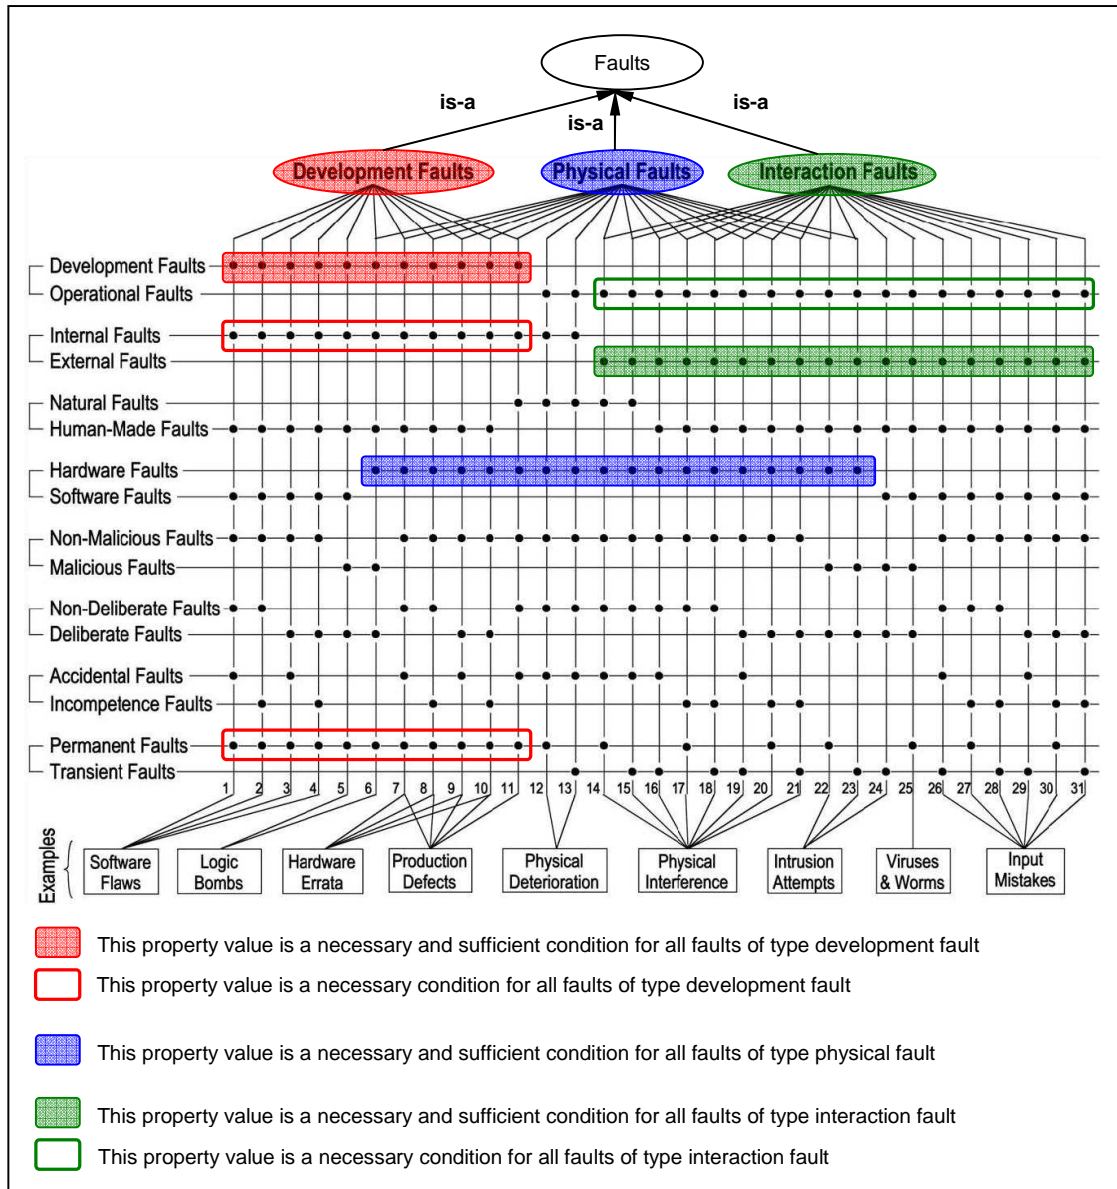 Faults
is-a
is-a
is-a
Development Faults
Physical Faults
Interaction Faults
Development Faults
Operational Faults
Internal Faults
External Faults
Natural Faults
Human-Made Faults
Hardware Faults
Software Faults
Non-Malicious Faults
Malicious Faults
Non-Deliberate Faults
Deliberate Faults
Accidental Faults
Incompetence Faults
Permanent Faults
Transient Faults
1 2 3 4 5 6 7 8 9 10 11 12 13 14 15 16 17 18 19 20 21 22 23 24 25 26 27 28 29 30 31
Examples
Software
Flaws
Logic
Bombs
Hardware
Errata
Production
Defects
Physical
Deterioration
Physical
Interference
Intrusion
Attempts
Viruses
& Worms
Input
Mistakes
This property value is a necessary and sufficient condition for all faults of type development fault
This property value is a necessary condition for all faults of type development fault
This property value is a necessary and sufficient condition for all faults of type physical fault
This property value is a necessary and sufficient condition for all faults of type interaction fault
This property value is a necessary condition for all faults of type interaction fault